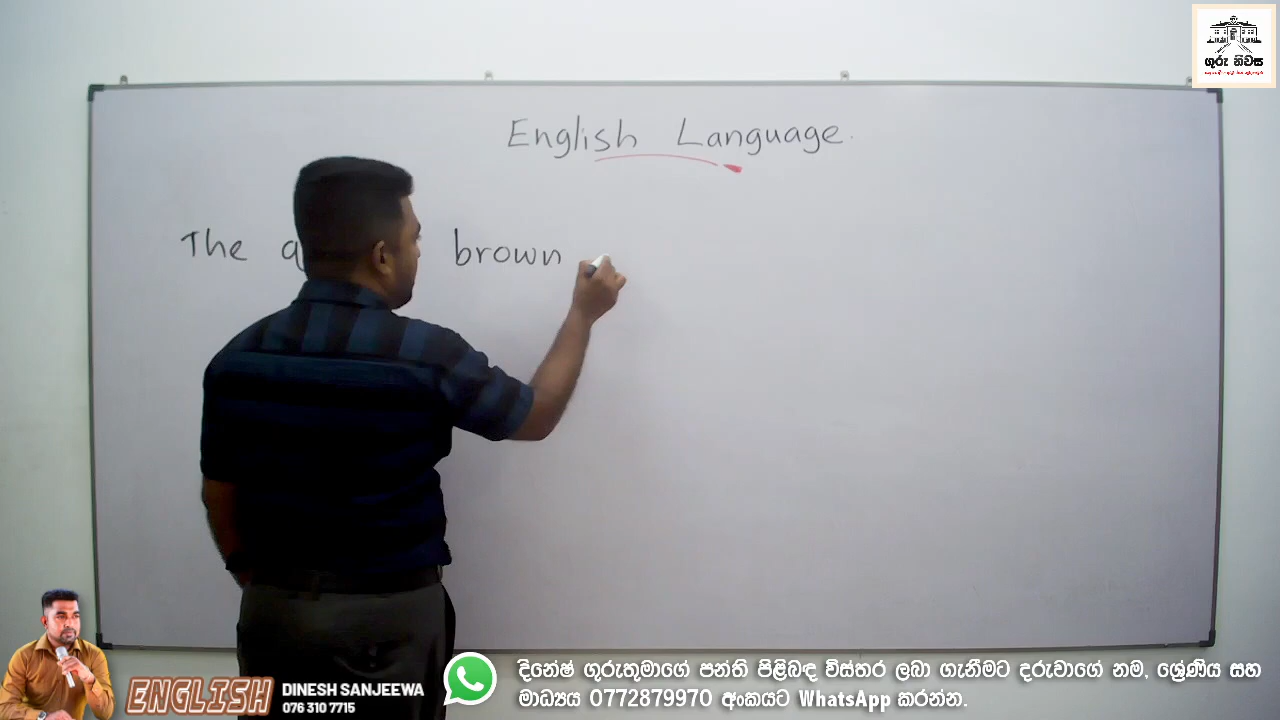 ගුරු නිවස
English Language.
The brown
ENGLISH
DINESH SANJEEWA
076 310 7715
දිනේෂ් ගුරුතුමාගේ පන්ති පිළිබඳ විස්තර ලබා ගැනීමට දරුවාගේ නම, ශ්‍රේණිය සහ
මාධ්‍යය 0772879970 අංකයට WhatsApp කරන්න.